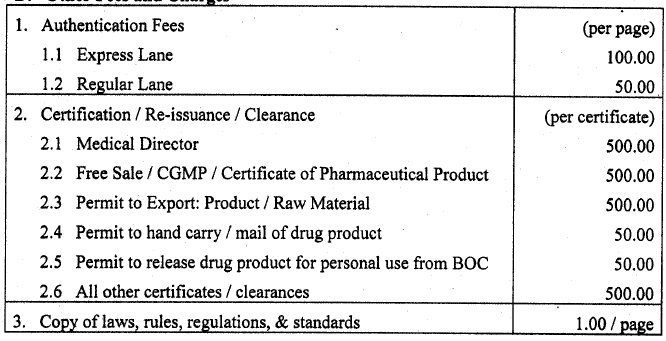 1. Authentication Fees (per page)
1.1 Express Lane 100.00
1.2 Regular Lane 50.00
2. Certification / Re-issuance / Clearance (per certificate)
2.1 Medical Director 500.00
2.2 Free Sale / CGMP / Certificate of Pharmaceutical Product 500.00
2.3 Permit to Export: Product / Raw Material 500.00
2.4 Permit to hand carry / mail of drug product 50.00
2.5 Permit to release drug product for personal use from BOC 50.00
2.6 All other certificates / clearances 500.00
3. Copy of laws, rules, regulations, & standards 1.00 / page